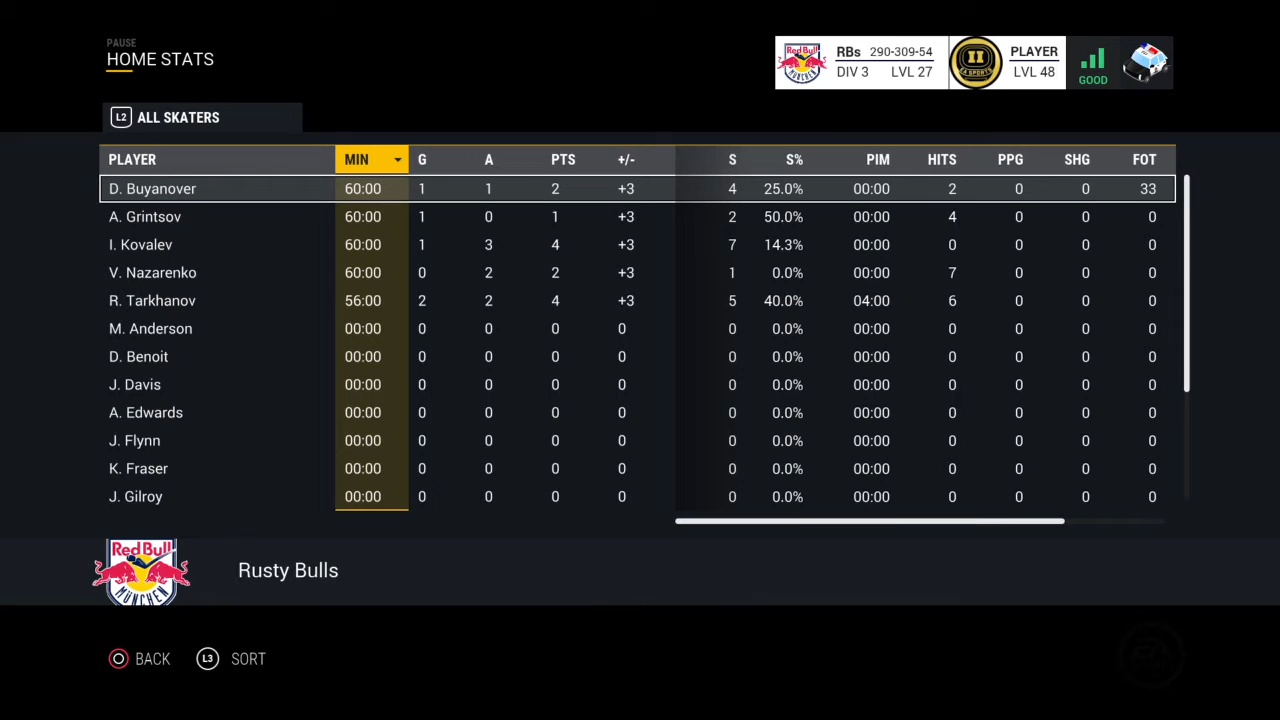 PAUSE
HOME STATS
Red Bull
MÜNCHEN
RBs 290-309-54
DIV 3 LVL 27
II
EA SPORTS
PLAYER
LVL 48
GOOD
L2 ALL SKATERS
PLAYER MIN G A PTS +/- S S% PIM HITS PPG SHG FOT
D. Buyanover 60:00 1 1 2 +3 4 25.0% 00:00 2 0 0 33
A. Grintsov 60:00 1 0 1 +3 2 50.0% 00:00 4 0 0 0
I. Kovalev 60:00 1 3 4 +3 7 14.3% 00:00 0 0 0 0
V. Nazarenko 60:00 0 2 2 +3 1 0.0% 00:00 7 0 0 0
R. Tarkhanov 56:00 2 2 4 +3 5 40.0% 04:00 6 0 0 0
M. Anderson 00:00 0 0 0 0 0 0.0% 00:00 0 0 0 0
D. Benoit 00:00 0 0 0 0 0 0.0% 00:00 0 0 0 0
J. Davis 00:00 0 0 0 0 0 0.0% 00:00 0 0 0 0
A. Edwards 00:00 0 0 0 0 0 0.0% 00:00 0 0 0 0
J. Flynn 00:00 0 0 0 0 0 0.0% 00:00 0 0 0 0
K. Fraser 00:00 0 0 0 0 0 0.0% 00:00 0 0 0 0
J. Gilroy 00:00 0 0 0 0 0 0.0% 00:00 0 0 0 0
Red Bull
MÜNCHEN
Rusty Bulls
BACK L3 SORT